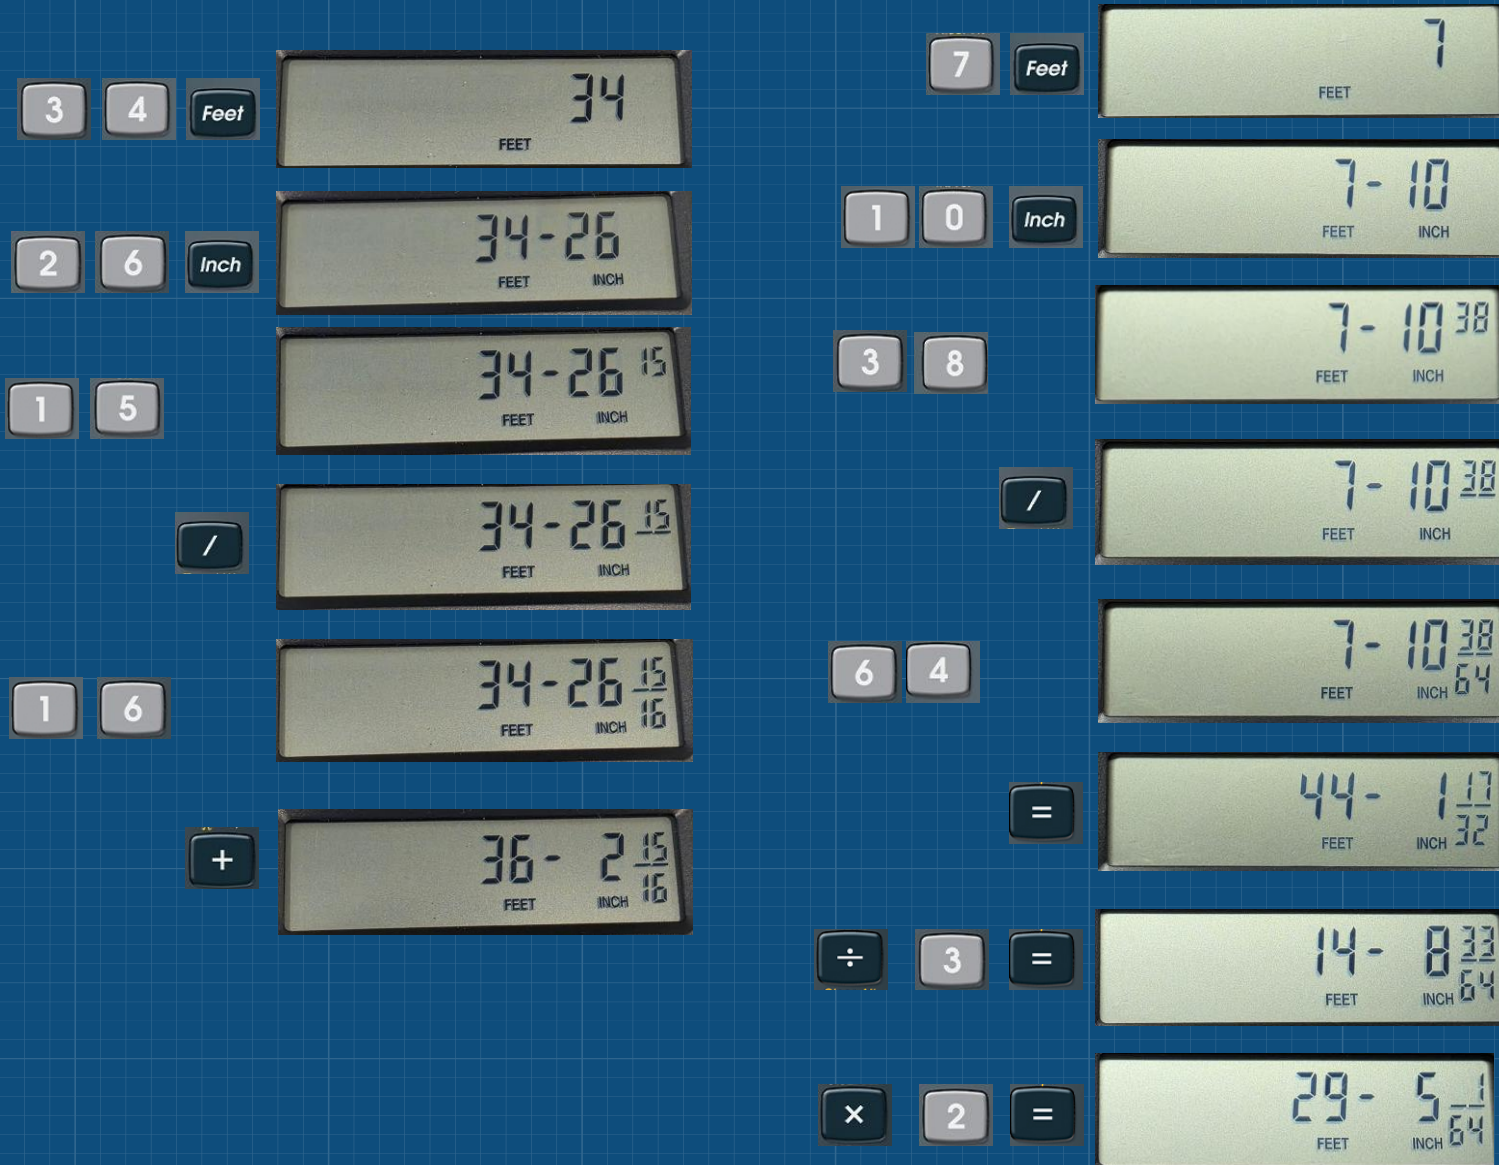 3 4 Feet
34
FEET
2 6 Inch
34-26
FEET INCH
1 5
34-26 15
FEET INCH
/
34-26 15/
FEET INCH
1 6
34-26 15/16
FEET INCH
+
36- 2 15/16
FEET INCH
7 Feet
7
FEET
1 0 Inch
7- 10
FEET INCH
3 8
7- 10 38
FEET INCH
/
7- 10 38/
FEET INCH
6 4
7- 10 38/64
FEET INCH
=
44- 1 17/32
FEET INCH
÷ 3 =
14- 8 33/64
FEET INCH
× 2 =
29- 5 1/64
FEET INCH